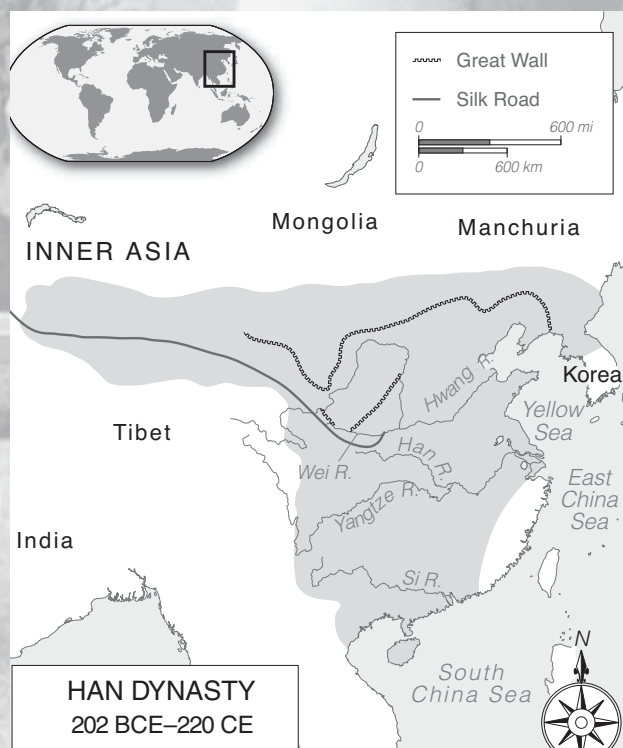 Great Wall
Silk Road
0 600 mi
0 600 km
Mongolia
Manchuria
INNER ASIA
Korea
Hwang R.
Yellow
Sea
Tibet
Han R.
Wei R.
East
China
Sea
Yangtze R.
India
Si R.
N
South
China Sea
HAN DYNASTY
202 BCE–220 CE